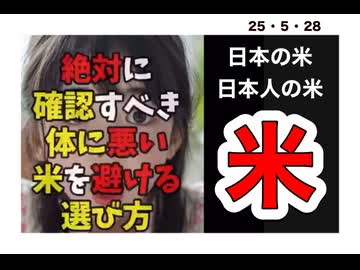 25・5・28
絶対に
確認すべき
体に悪い
米を避ける
選び方
日本の米
日本人の米
米